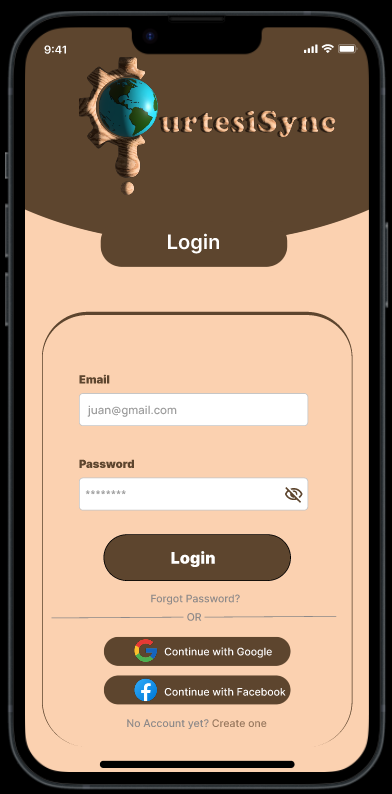 9:41
urtesiSync
Login
Email
juan@gmail.com
Password
********
Login
Forgot Password?
OR
Continue with Google
Continue with Facebook
No Account yet? Create one